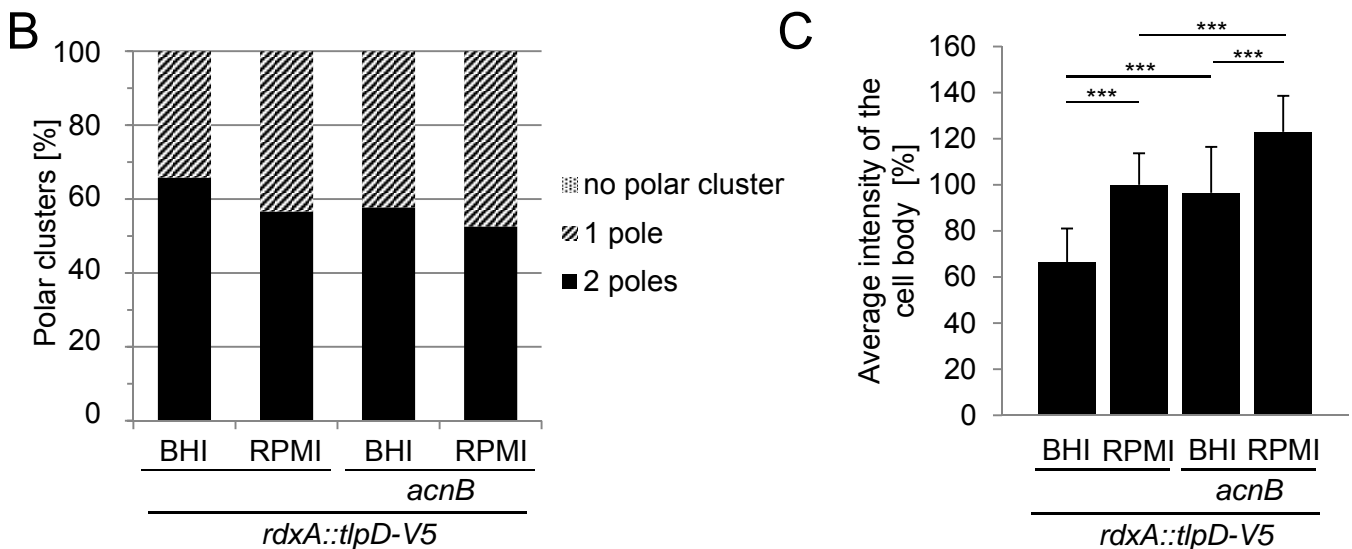 B
100
80
60
40
20
0
Polar clusters [%]
BHI RPMI BHI RPMI
acnB
rdxA::tlpD-V5
no polar cluster
1 pole
2 poles
C
160
140
120
100
80
60
40
20
0
Average intensity of the
cell body [%]
***
***
***
***
BHI RPMI BHI RPMI
acnB
rdxA::tlpD-V5